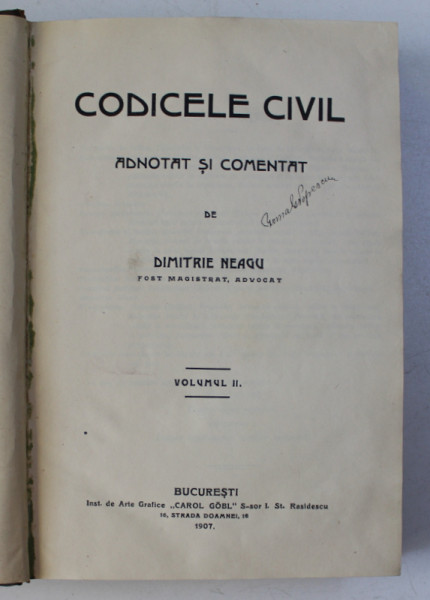 CODICELE CIVIL
ADNOTAT ȘI COMENTAT
DE
DIMITRIE NEAGU
FOST MAGISTRAT, ADVOCAT
VOLUMUL II.
BUCUREȘTI
Inst. de Arte Grafice „CAROL GÖBL" S-sor I. St. Rasidescu
16, STRADA DOAMNEI, 16
1907.